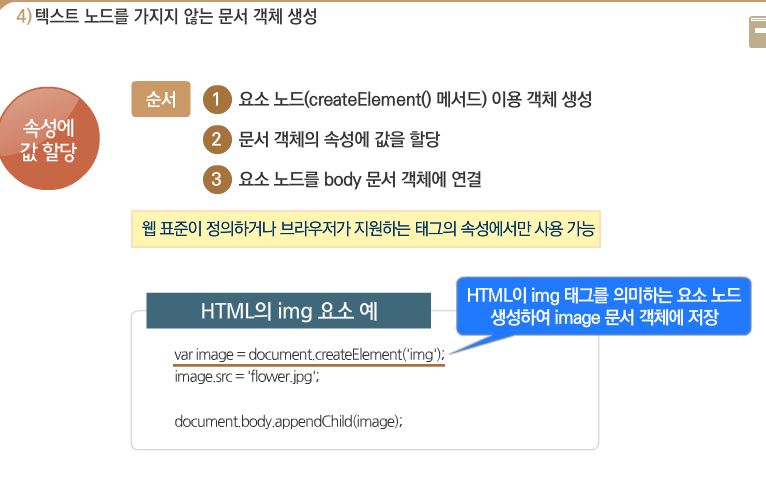 4) 텍스트 노드를 가지지 않는 문서 객체 생성
속성에
값 할당
순서
1 요소 노드(createElement() 메서드) 이용 객체 생성
2 문서 객체의 속성에 값을 할당
3 요소 노드를 body 문서 객체에 연결
웹 표준이 정의하거나 브라우저가 지원하는 태그의 속성에서만 사용 가능
HTML의 img 요소 예
HTML이 img 태그를 의미하는 요소 노드
생성하여 image 문서 객체에 저장
var image = document.createElement('img');
image.src = 'flower.jpg';
document.body.appendChild(image);